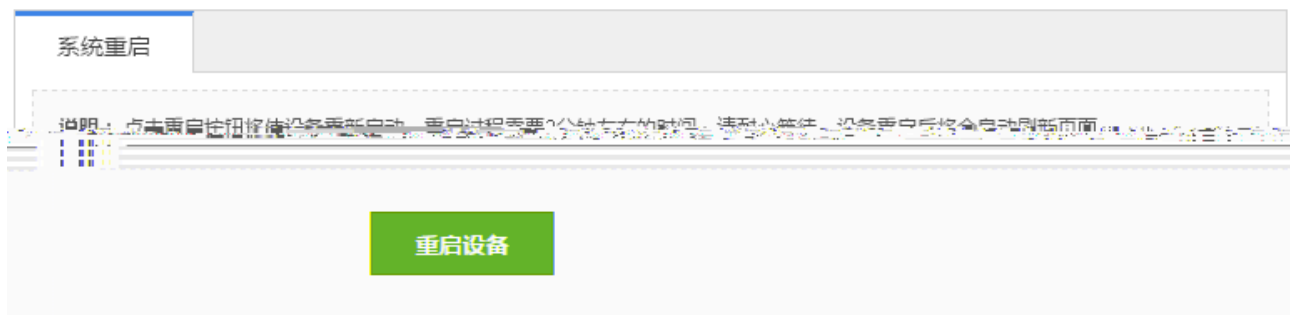 系统重启
说明：点击重启按钮将使设备重新启动。重启过程需要2分钟左右的时间，请耐心等待。设备重启后将会自动刷新页面
重启设备